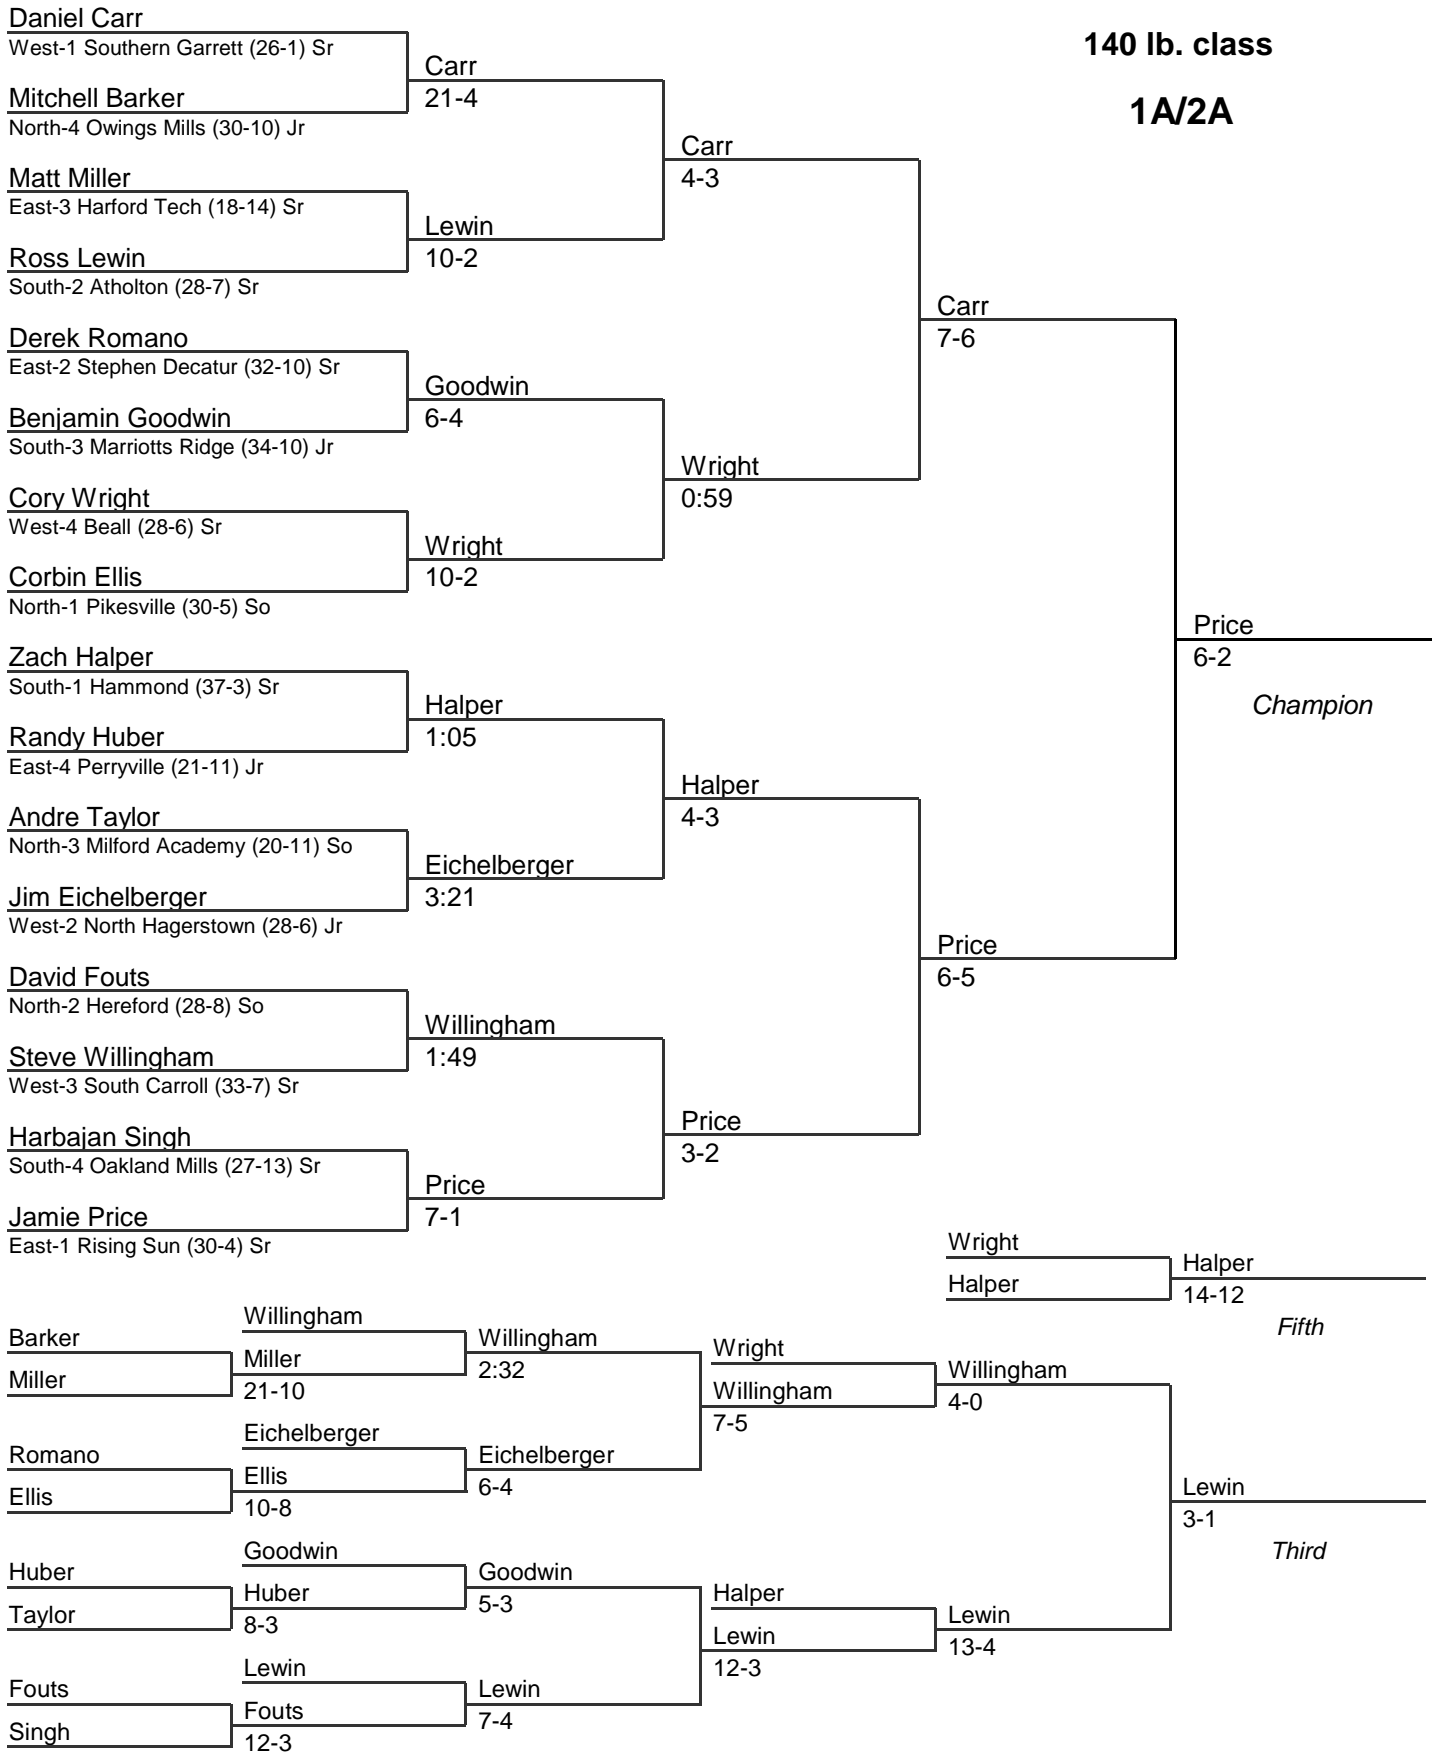 Daniel Carr
West-1 Southern Garrett (26-1) Sr
Mitchell Barker
North-4 Owings Mills (30-10) Jr
Matt Miller
East-3 Harford Tech (18-14) Sr
Ross Lewin
South-2 Atholton (28-7) Sr
Derek Romano
East-2 Stephen Decatur (32-10) Sr
Benjamin Goodwin
South-3 Marriotts Ridge (34-10) Jr
Cory Wright
West-4 Beall (28-6) Sr
Corbin Ellis
North-1 Pikesville (30-5) So
Zach Halper
South-1 Hammond (37-3) Sr
Randy Huber
East-4 Perryville (21-11) Jr
Andre Taylor
North-3 Milford Academy (20-11) So
Jim Eichelberger
West-2 North Hagerstown (28-6) Jr
David Fouts
North-2 Hereford (28-8) So
Steve Willingham
West-3 South Carroll (33-7) Sr
Harbajan Singh
South-4 Oakland Mills (27-13) Sr
Jamie Price
East-1 Rising Sun (30-4) Sr
Carr
21-4
Lewin
10-2
Goodwin
6-4
Wright
10-2
Halper
1:05
Eichelberger
3:21
Willingham
1:49
Price
7-1
Carr
4-3
Wright
0:59
Halper
4-3
Price
3-2
Carr
7-6
Price
6-5
140 lb. class
1A/2A
Price
6-2
Champion
Wright
Halper
Halper
14-12
Fifth
Barker
Miller
Romano
Ellis
Huber
Taylor
Fouts
Singh
Willingham
Miller
21-10
Eichelberger
Ellis
10-8
Goodwin
Huber
8-3
Lewin
Fouts
12-3
Willingham
2:32
Eichelberger
6-4
Goodwin
5-3
Lewin
7-4
Wright
Willingham
7-5
Halper
Lewin
12-3
Willingham
4-0
Lewin
13-4
Lewin
3-1
Third